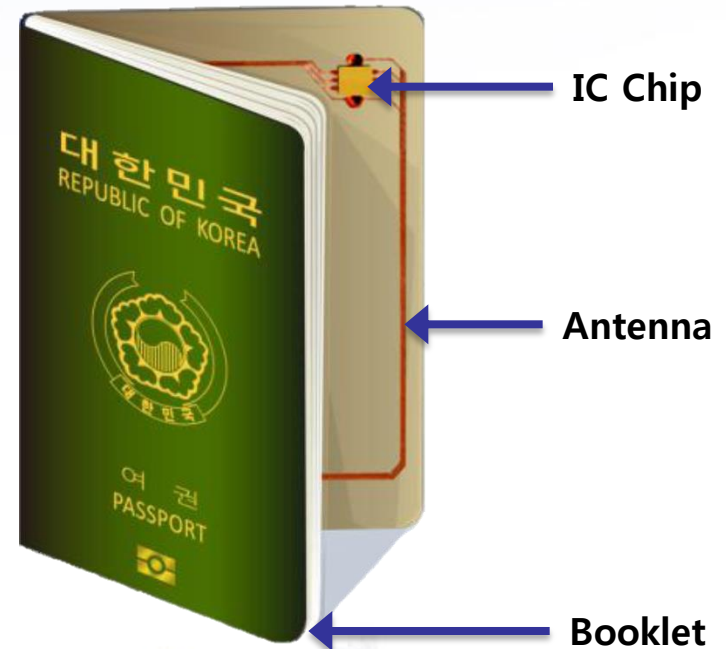 대한민국
REPUBLIC OF KOREA
대한민국
여 권
PASSPORT
IC Chip
Antenna
Booklet